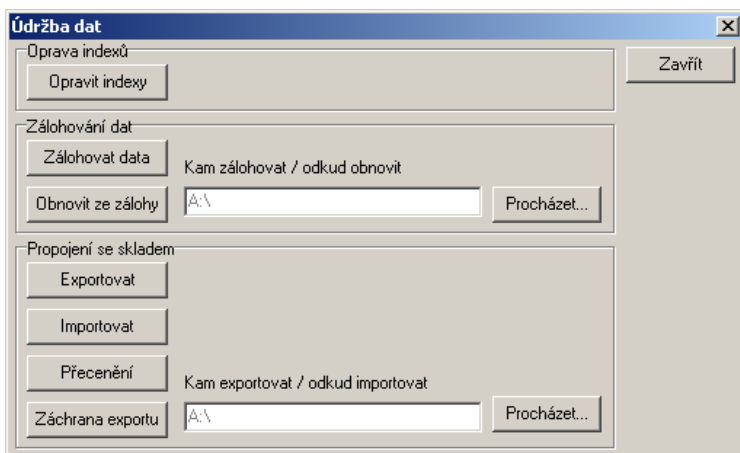 Údržba dat
Oprava indexů
Opravit indexy
Zavřít
Zálohování dat
Zálohovat data
Kam zálohovat / odkud obnovit
Obnovit ze zálohy
A:\
Procházet...
Propojení se skladem
Exportovat
Importovat
Přecenění
Kam exportovat / odkud importovat
Záchrana exportu
A:\
Procházet...